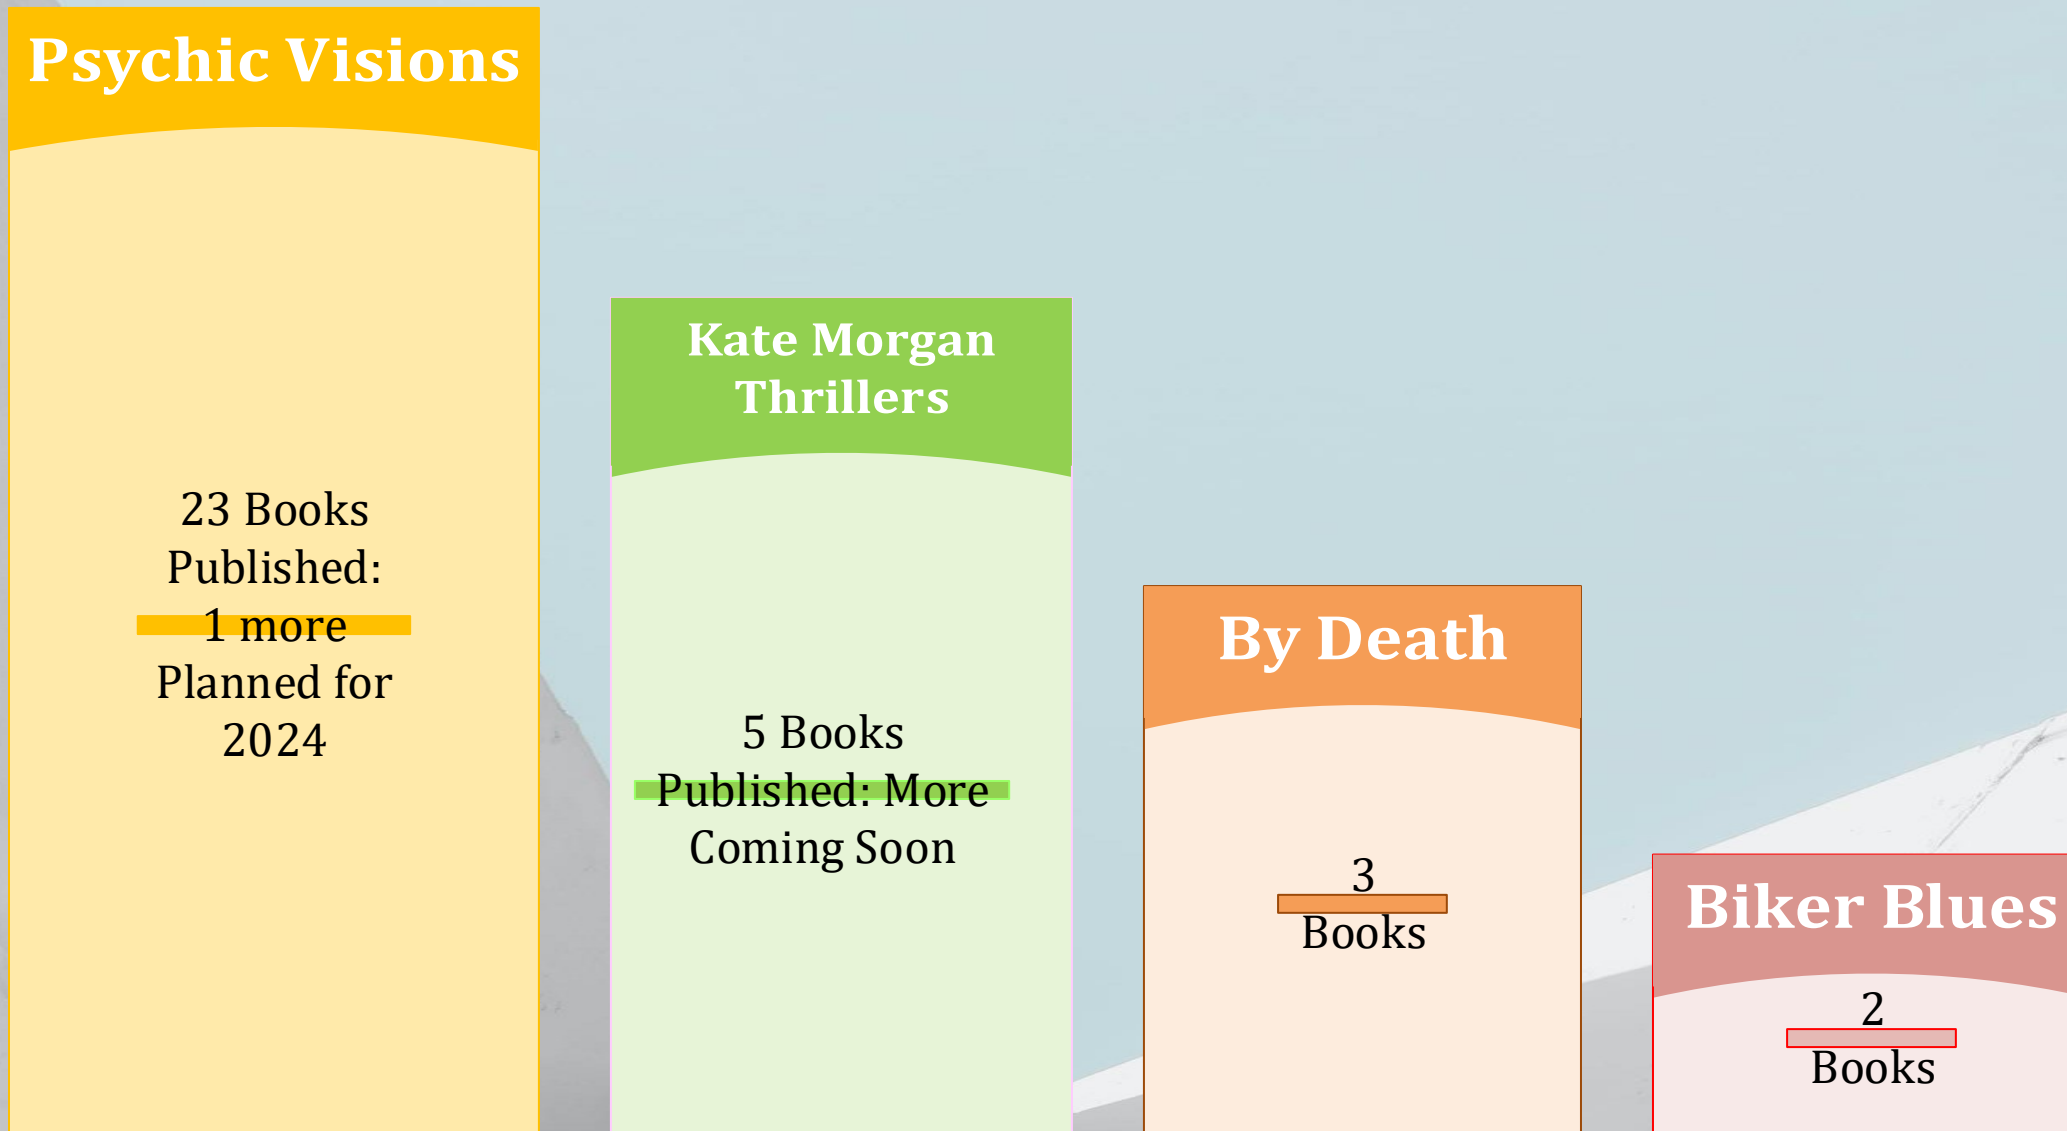 Psychic Visions
23 Books
Published:
1 more
Planned for
2024
Kate Morgan
Thrillers
5 Books
Published: More
Coming Soon
By Death
3
Books
Biker Blues
2
Books